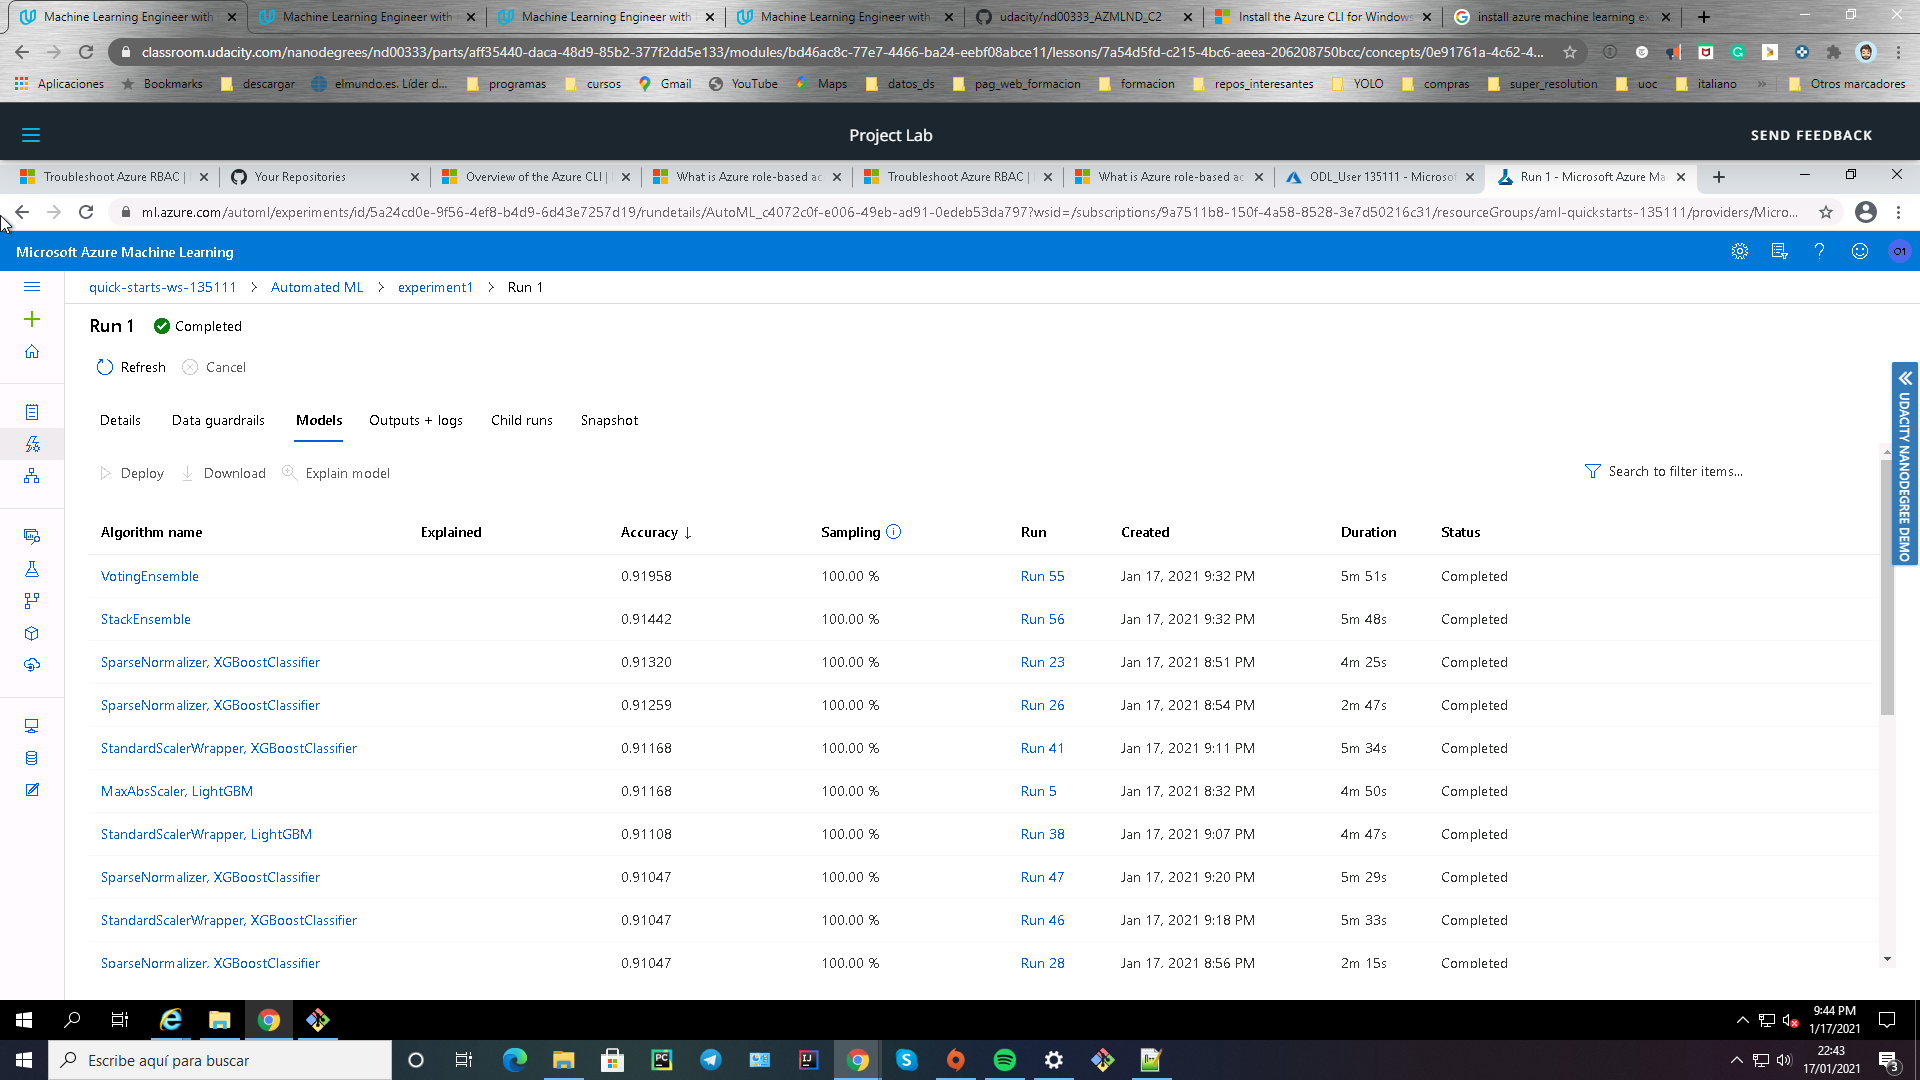 Machine Learning Engineer with
Machine Learning Engineer with
Machine Learning Engineer with
Machine Learning Engineer with
udacity/nd00333_AZMLND_C2
Install the Azure CLI for Windows
install azure machine learning ex
classroom.udacity.com/nanodegrees/nd00333/parts/aff35440-daca-48d9-85b2-377f2dd5e133/modules/bd46ac8c-77e7-4466-ba24-eebf08abce11/lessons/7a54d5fd-c215-4bc6-aeea-206208750bcc/concepts/0e91761a-4c62-4...
Aplicaciones Bookmarks descargar elmundo.es. Líder d... programas cursos Gmail YouTube Maps datos_ds pag_web_formacion formacion repos_interesantes YOLO compras super_resolution uoc italiano » Otros marcadores
Project Lab
SEND FEEDBACK
Troubleshoot Azure RBAC |
Your Repositories
Overview of the Azure CLI |
What is Azure role-based ac
Troubleshoot Azure RBAC |
What is Azure role-based ac
ODL_User 135111 - Microsof
Run 1 - Microsoft Azure Ma
ml.azure.com/automl/experiments/id/5a24cd0e-9f56-4ef8-b4d9-6d43e7257d19/rundetails/AutoML_c4072c0f-e006-49eb-ad91-0edeb53da797?wsid=/subscriptions/9a7511b8-150f-4a58-8528-3e7d50216c31/resourceGroups/aml-quickstarts-135111/providers/Micro...
Microsoft Azure Machine Learning
O1
quick-starts-ws-135111 > Automated ML > experiment1 > Run 1
Run 1 Completed
Refresh Cancel
Details Data guardrails Models Outputs + logs Child runs Snapshot
Deploy Download Explain model
Search to filter items...
UDACITY NANODEGREE DEMO
Algorithm name Explained Accuracy ↓ Sampling Run Created Duration Status
VotingEnsemble 0.91958 100.00 % Run 55 Jan 17, 2021 9:32 PM 5m 51s Completed
StackEnsemble 0.91442 100.00 % Run 56 Jan 17, 2021 9:32 PM 5m 48s Completed
SparseNormalizer, XGBoostClassifier 0.91320 100.00 % Run 23 Jan 17, 2021 8:51 PM 4m 25s Completed
SparseNormalizer, XGBoostClassifier 0.91259 100.00 % Run 26 Jan 17, 2021 8:54 PM 2m 47s Completed
StandardScalerWrapper, XGBoostClassifier 0.91168 100.00 % Run 41 Jan 17, 2021 9:11 PM 5m 34s Completed
MaxAbsScaler, LightGBM 0.91168 100.00 % Run 5 Jan 17, 2021 8:32 PM 4m 50s Completed
StandardScalerWrapper, LightGBM 0.91108 100.00 % Run 38 Jan 17, 2021 9:07 PM 4m 47s Completed
SparseNormalizer, XGBoostClassifier 0.91047 100.00 % Run 47 Jan 17, 2021 9:20 PM 5m 29s Completed
StandardScalerWrapper, XGBoostClassifier 0.91047 100.00 % Run 46 Jan 17, 2021 9:18 PM 5m 33s Completed
SparseNormalizer, XGBoostClassifier 0.91047 100.00 % Run 28 Jan 17, 2021 8:56 PM 2m 15s Completed
9:44 PM
1/17/2021
Escribe aquí para buscar
22:43
17/01/2021
3